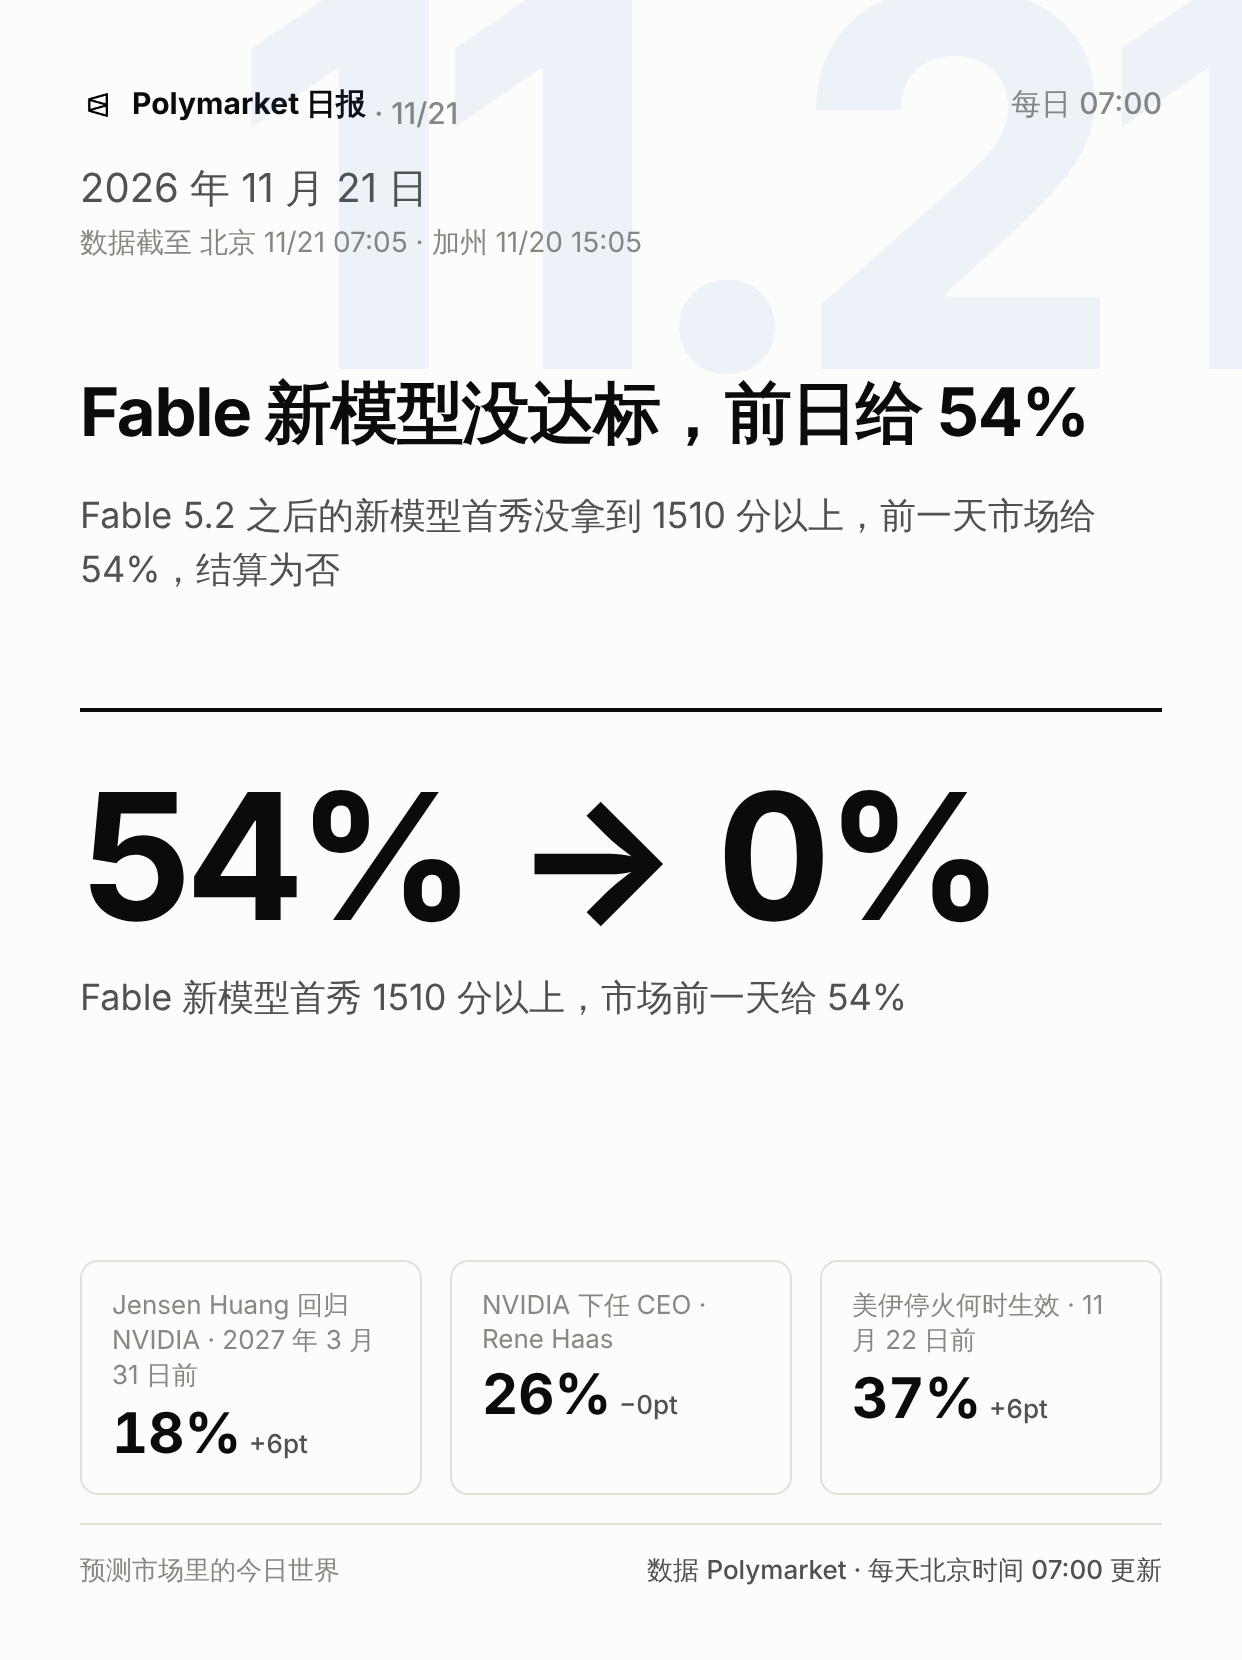 11.21
Polymarket 日报 · 11/21
每日 07:00
2026 年 11 月 21 日
数据截至 北京 11/21 07:05 · 加州 11/20 15:05
Fable 新模型没达标，前日给 54%
Fable 5.2 之后的新模型首秀没拿到 1510 分以上，前一天市场给
54%，结算为否
54% → 0%
Fable 新模型首秀 1510 分以上，市场前一天给 54%
Jensen Huang 回归
NVIDIA · 2027 年 3 月
31 日前
18% +6pt
NVIDIA 下任 CEO ·
Rene Haas
26% −0pt
美伊停火何时生效 · 11
月 22 日前
37% +6pt
预测市场里的今日世界
数据 Polymarket · 每天北京时间 07:00 更新